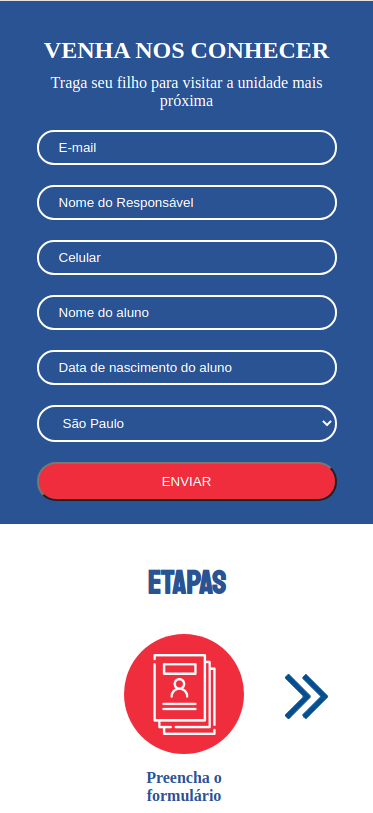 VENHA NOS CONHECER
Traga seu filho para visitar a unidade mais
próxima
E-mail
Nome do Responsável
Celular
Nome do aluno
Data de nascimento do aluno
São Paulo
ENVIAR
ETAPAS
Preencha o
formulário